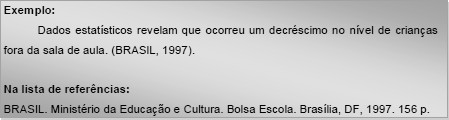 Exemplo:
Dados estatísticos revelam que ocorreu um decréscimo no nível de crianças
fora da sala de aula. (BRASIL, 1997).
Na lista de referências:
BRASIL. Ministério da Educação e Cultura. Bolsa Escola. Brasília, DF, 1997. 156 p.